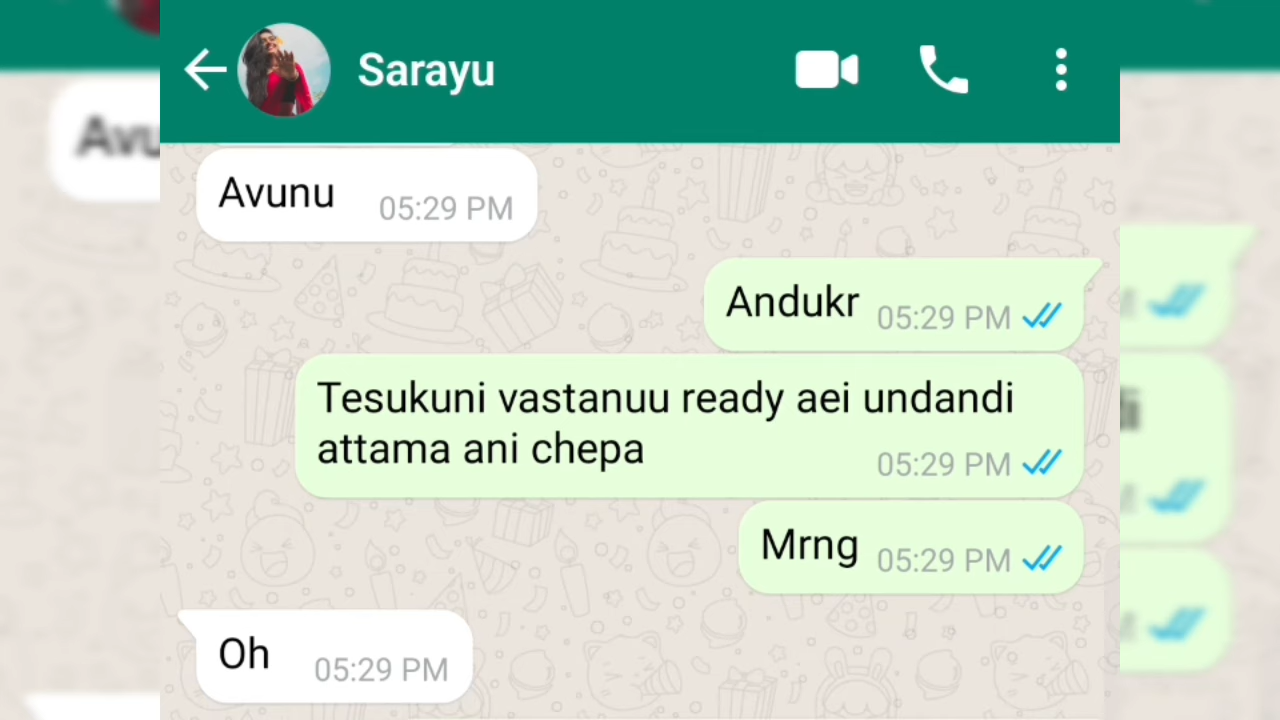 Sarayu
Avunu 05:29 PM
Andukr 05:29 PM
Tesukuni vastanuu ready aei undandi
attama ani chepa 05:29 PM
Mrng 05:29 PM
Oh 05:29 PM